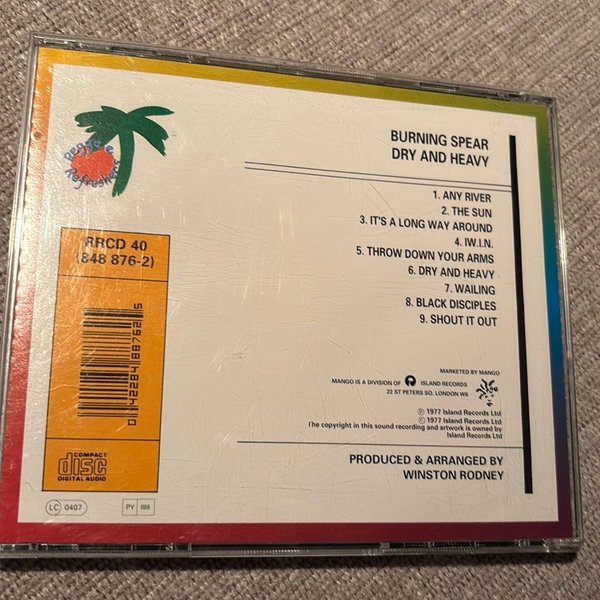 Reggae
Refreshers
BURNING SPEAR
DRY AND HEAVY
1. ANY RIVER
2. THE SUN
3. IT'S A LONG WAY AROUND
4. IW.I.N.
5. THROW DOWN YOUR ARMS
6. DRY AND HEAVY
7. WAILING
8. BLACK DISCIPLES
9. SHOUT IT OUT
RRCD 40
(848 876-2)
MARKETED BY MANGO
MANGO IS A DIVISION OF ISLAND RECORDS
22 ST PETERS SQ. LONDON W6
℗ 1977 Island Records Ltd
© 1977 Island Records Ltd
The copyright in this sound recording and artwork is owned by
Island Records Ltd
PRODUCED & ARRANGED BY
WINSTON RODNEY
COMPACT
disc
DIGITAL AUDIO
LC 0407
PY 899